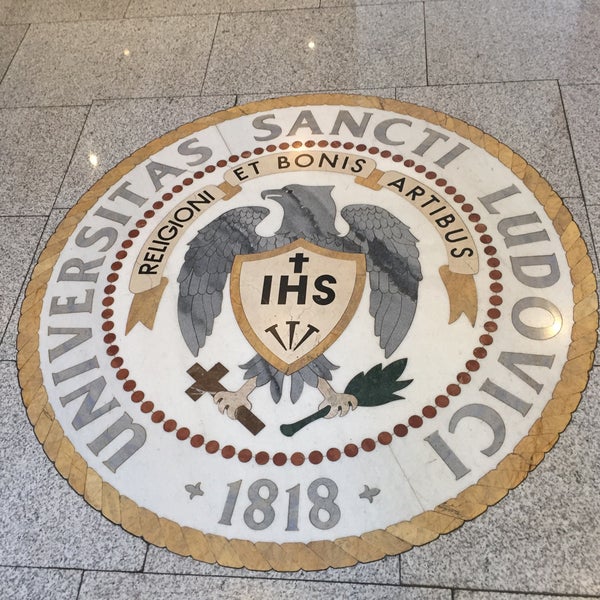 UNIVERSITAS SANCTI LUDOVICI
RELIGIONI ET BONIS ARTIBUS
IHS
1818